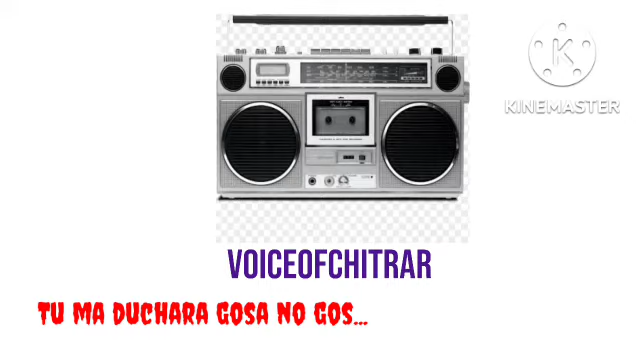 KINEMASTER
VOICEOFCHITRAR
TU MA DUCHARA GOSA NO GOS...